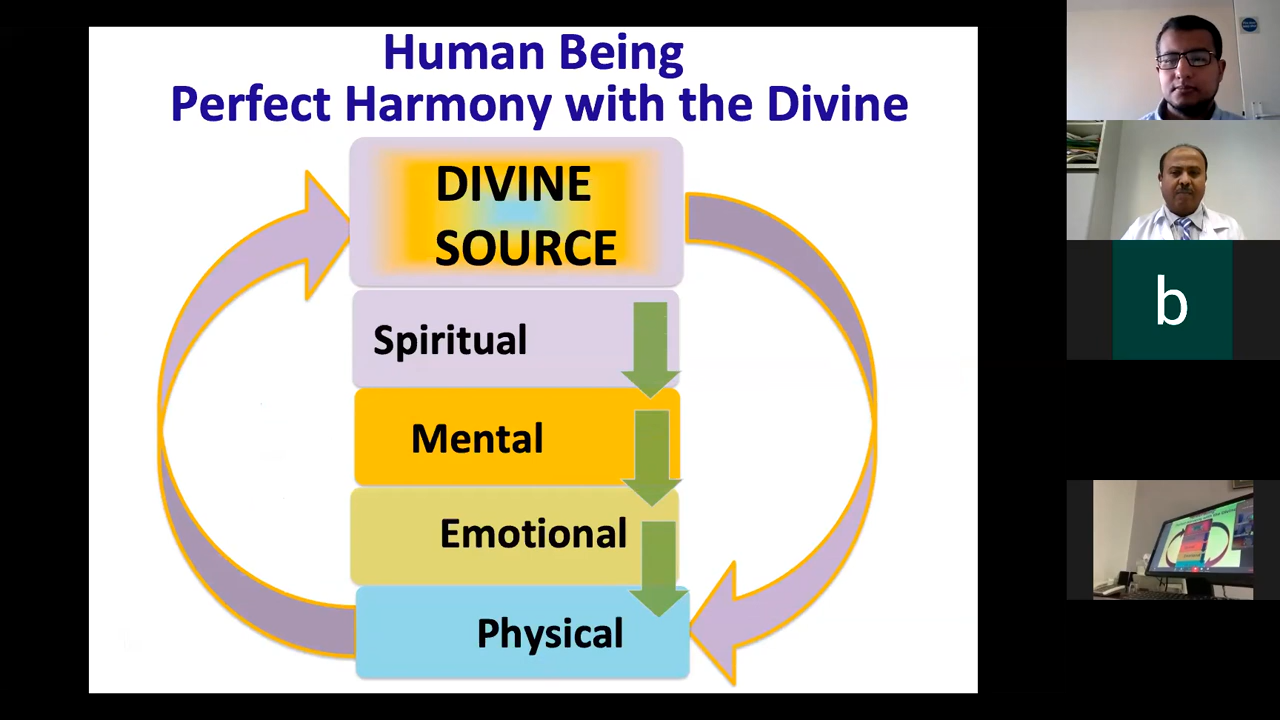 Human Being
Perfect Harmony with the Divine
DIVINE
SOURCE
Spiritual
Mental
Emotional
Physical
b